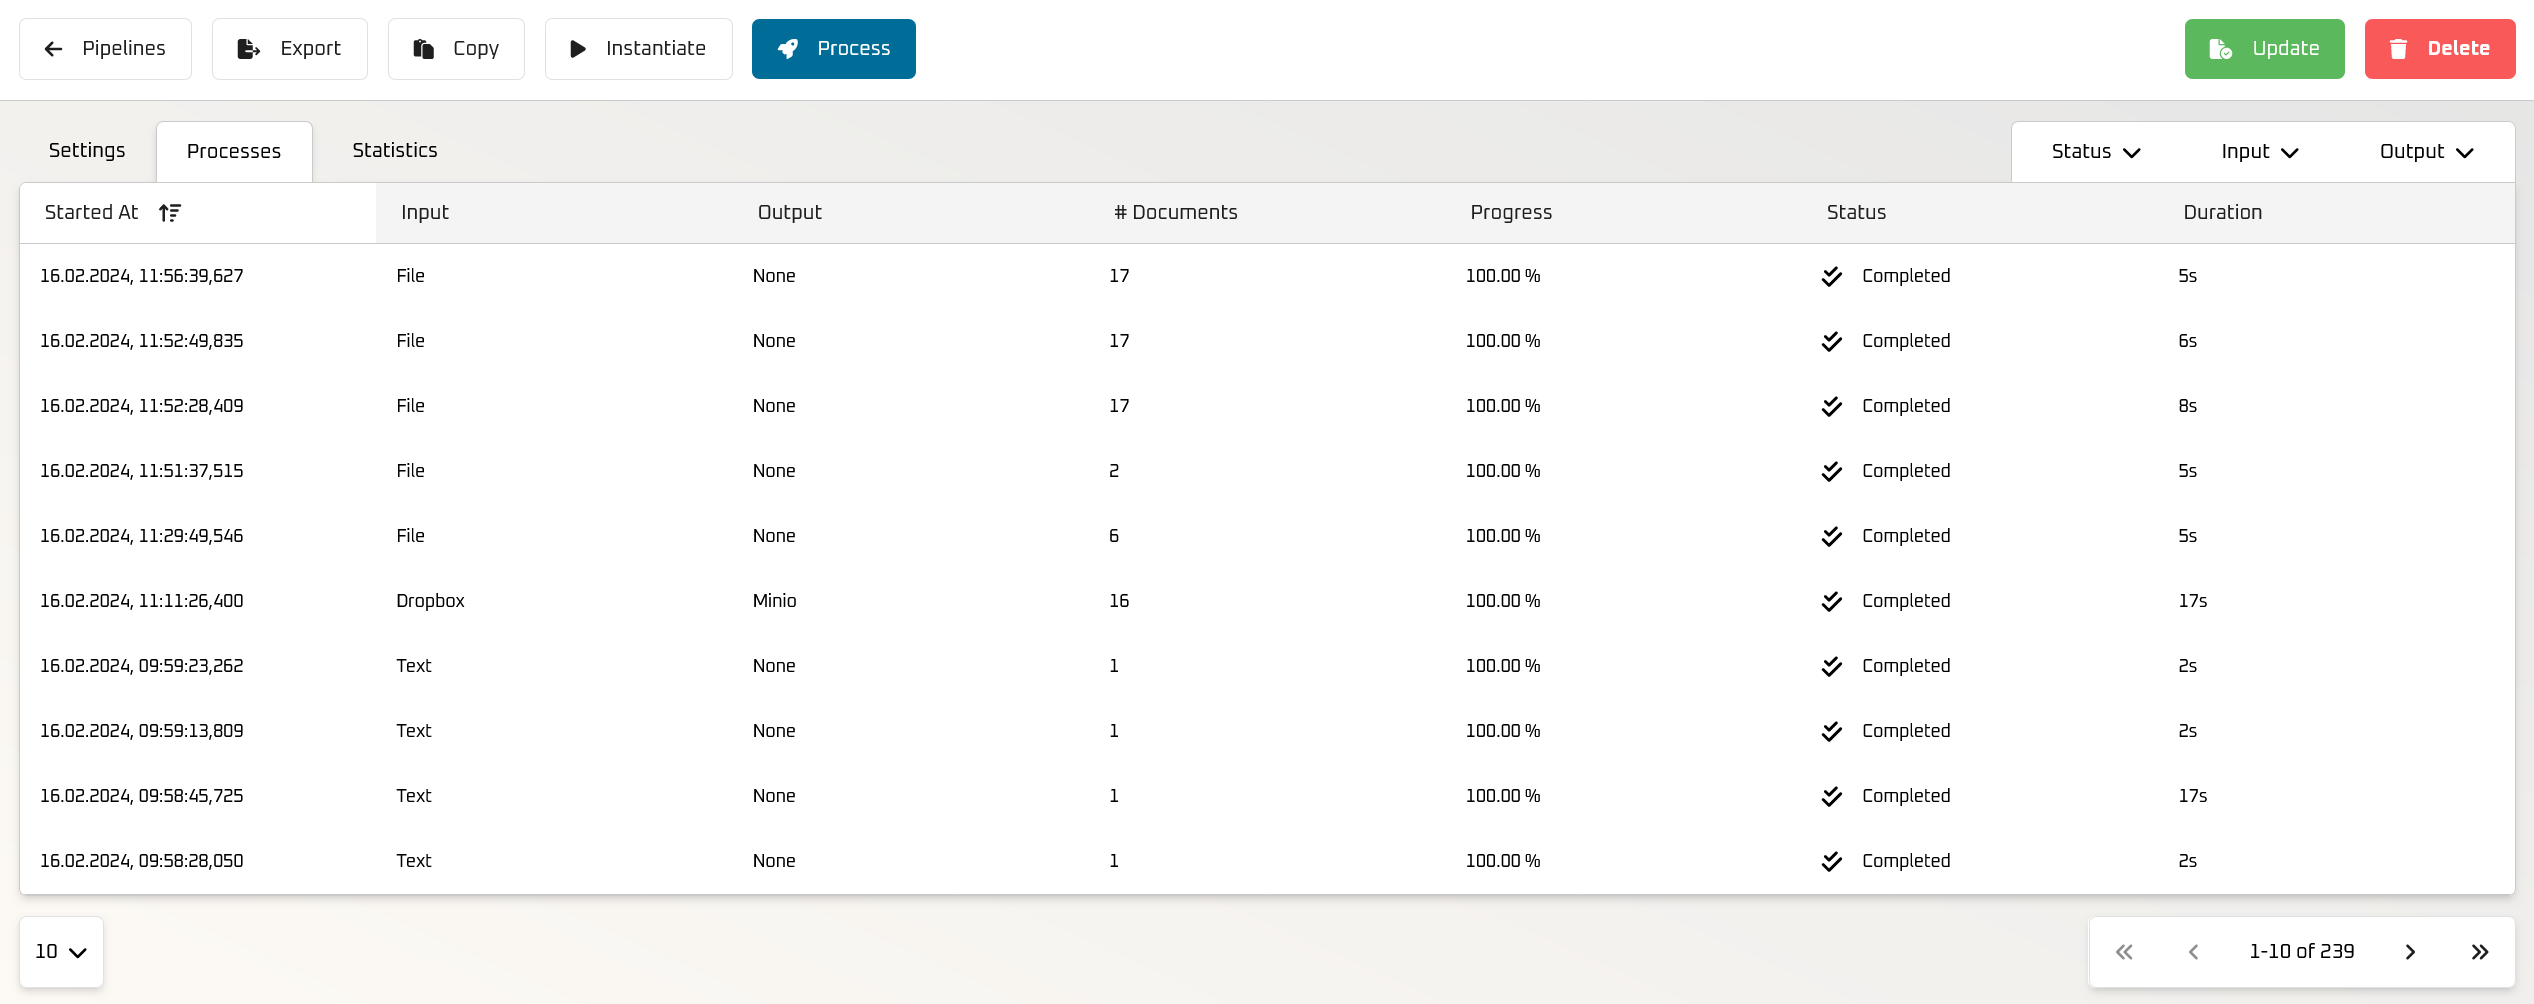 Pipelines Export Copy Instantiate Process Update Delete
Settings Processes Statistics Status Input Output
Started At Input Output # Documents Progress Status Duration
16.02.2024, 11:56:39,627 File None 17 100.00 % Completed 5s
16.02.2024, 11:52:49,835 File None 17 100.00 % Completed 6s
16.02.2024, 11:52:28,409 File None 17 100.00 % Completed 8s
16.02.2024, 11:51:37,515 File None 2 100.00 % Completed 5s
16.02.2024, 11:29:49,546 File None 6 100.00 % Completed 5s
16.02.2024, 11:11:26,400 Dropbox Minio 16 100.00 % Completed 17s
16.02.2024, 09:59:23,262 Text None 1 100.00 % Completed 2s
16.02.2024, 09:59:13,809 Text None 1 100.00 % Completed 2s
16.02.2024, 09:58:45,725 Text None 1 100.00 % Completed 17s
16.02.2024, 09:58:28,050 Text None 1 100.00 % Completed 2s
10 1-10 of 239